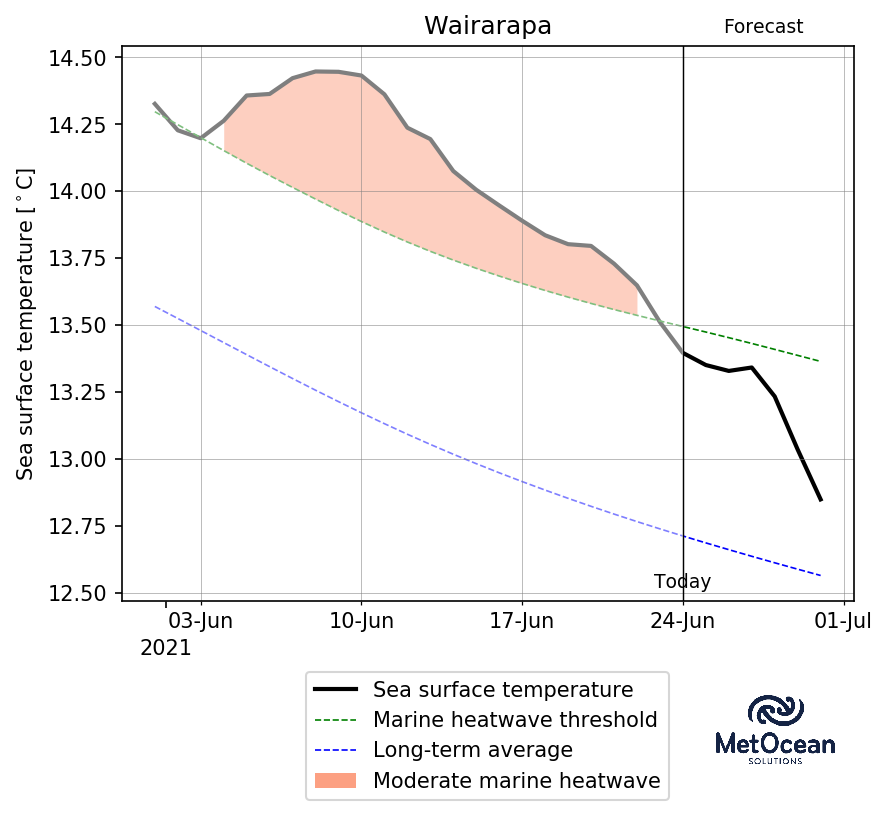 Wairarapa
Forecast
Sea surface temperature [°C]
14.50
14.25
14.00
13.75
13.50
13.25
13.00
12.75
12.50
Today
03-Jun
10-Jun
17-Jun
24-Jun
01-Jul
2021
Sea surface temperature
Marine heatwave threshold
Long-term average
Moderate marine heatwave
MetOcean
SOLUTIONS